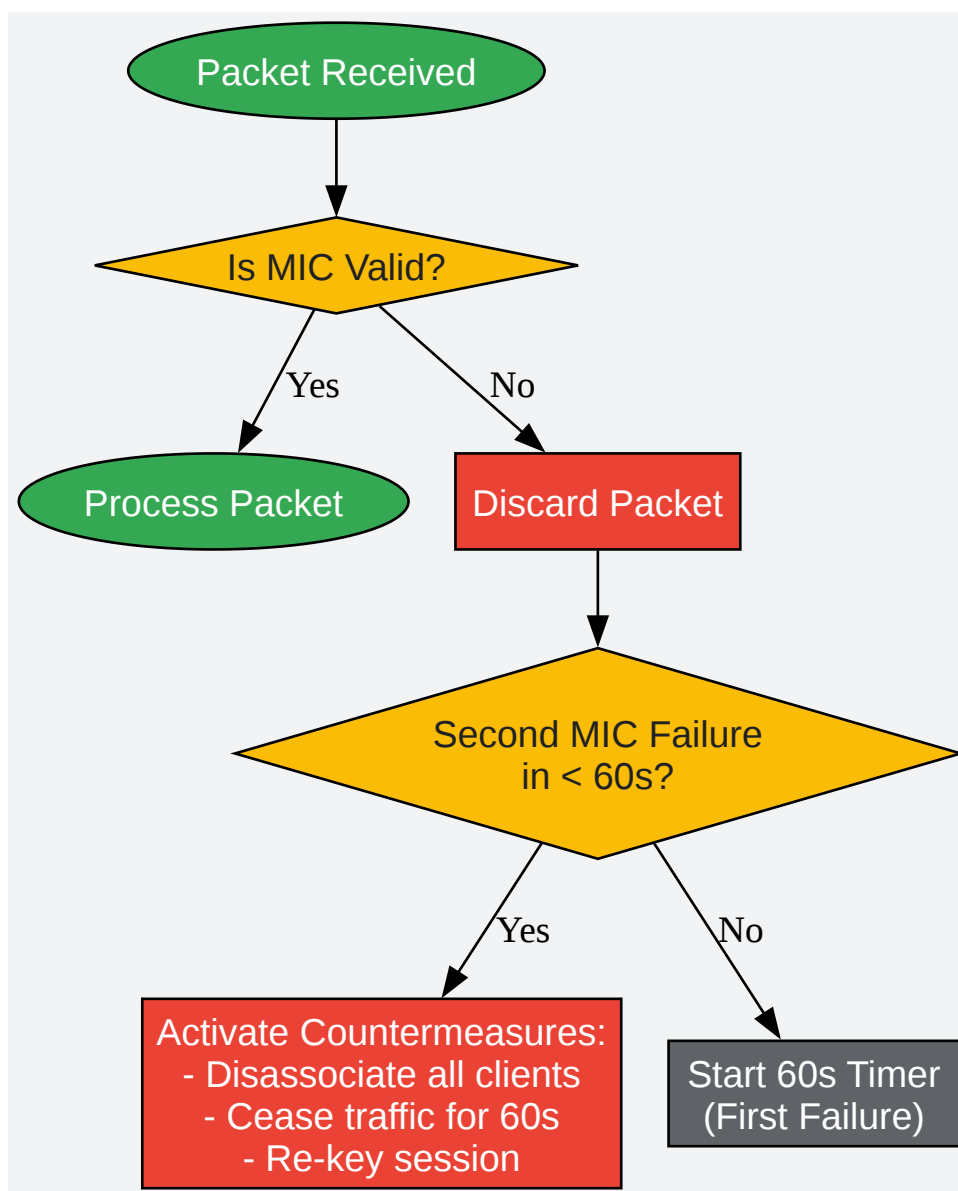 Packet Received
Is MIC Valid?
Yes
No
Process Packet
Discard Packet
Second MIC Failure
in < 60s?
Yes
No
Activate Countermeasures:
- Disassociate all clients
- Cease traffic for 60s
- Re-key session
Start 60s Timer
(First Failure)